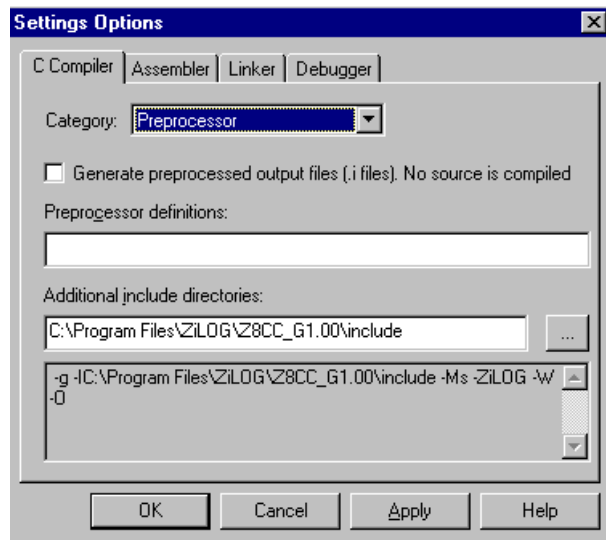 Settings Options
C Compiler Assembler Linker Debugger
Category: Preprocessor
Generate preprocessed output files (.i files). No source is compiled
Preprocessor definitions:
Additional include directories:
C:\Program Files\ZiLOG\Z8CC_G1.00\include ...
-g -IC:\Program Files\ZiLOG\Z8CC_G1.00\include -Ms -ZiLOG -W
-O
OK Cancel Apply Help